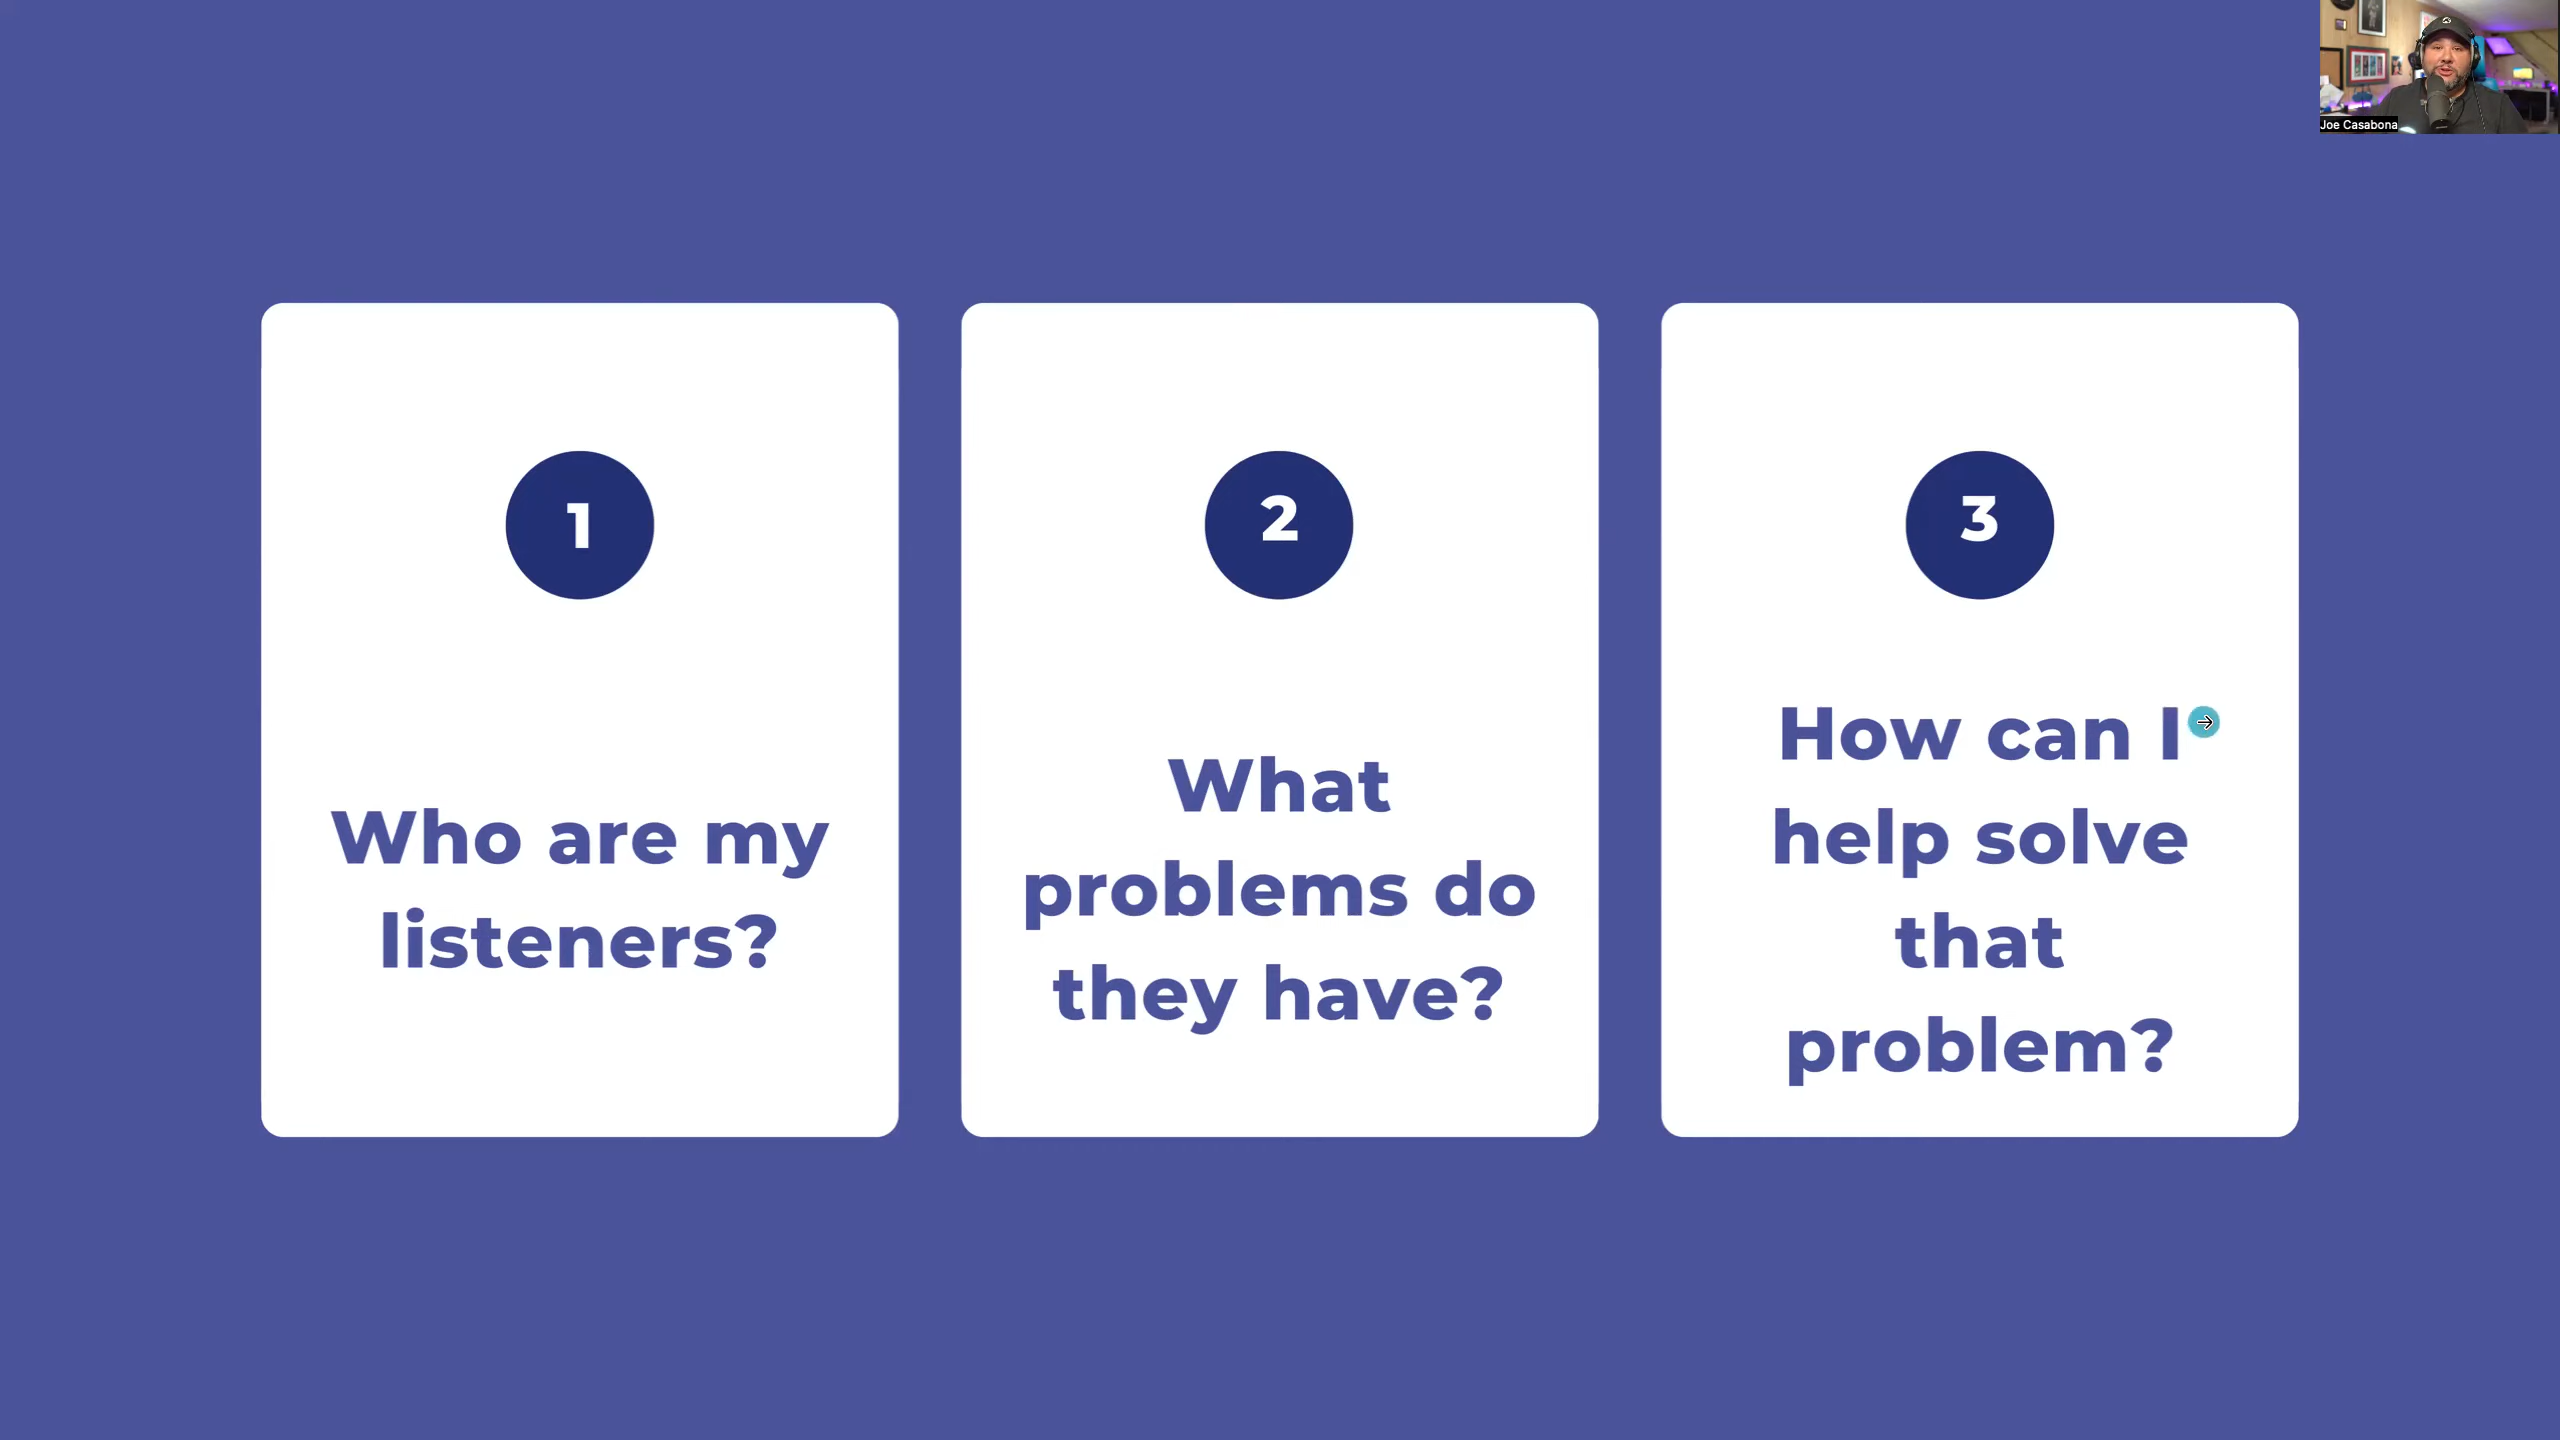 Joe Casabona
1
Who are my
listeners?
2
What
problems do
they have?
3
How can I
help solve
that
problem?